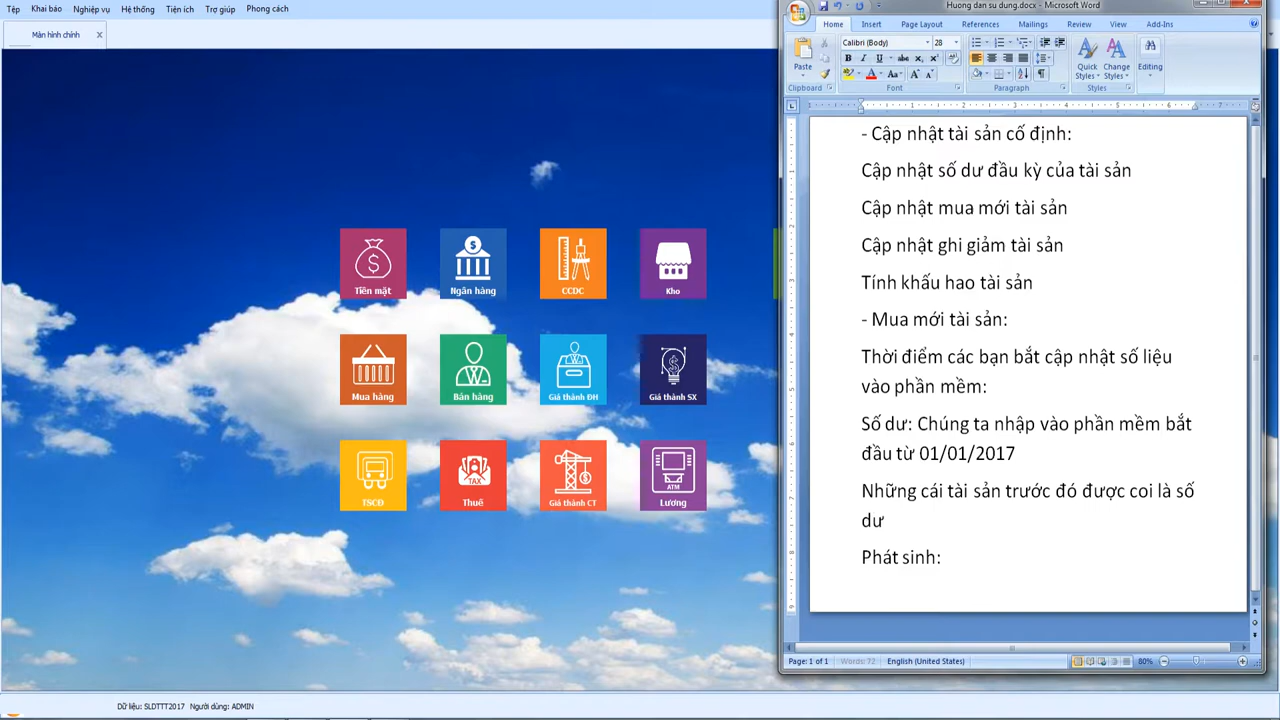 Tệp Khai báo Nghiệp vụ Hệ thống Tiện ích Trợ giúp Phong cách
Màn hình chính
Tiền mặt Ngân hàng CCDC Kho
Mua hàng Bán hàng Giá thành ĐH Giá thành SX
TSCĐ TAX Thuế Giá thành CT ATM Lương
Dữ liệu: SLDTTT2017 Người dùng: ADMIN
Huong dan su dung.docx - Microsoft Word
Home Insert Page Layout References Mailings Review View Add-Ins
Calibri (Body) 28
Paste
Quick Styles Change Styles Editing
Clipboard Font Paragraph Styles
- Cập nhật tài sản cố định:
Cập nhật số dư đầu kỳ của tài sản
Cập nhật mua mới tài sản
Cập nhật ghi giảm tài sản
Tính khấu hao tài sản
- Mua mới tài sản:
Thời điểm các bạn bắt cập nhật số liệu
vào phần mềm:
Số dư: Chúng ta nhập vào phần mềm bắt
đầu từ 01/01/2017
Những cái tài sản trước đó được coi là số
dư
Phát sinh:
Page: 1 of 1 Words: 72 English (United States) 80%